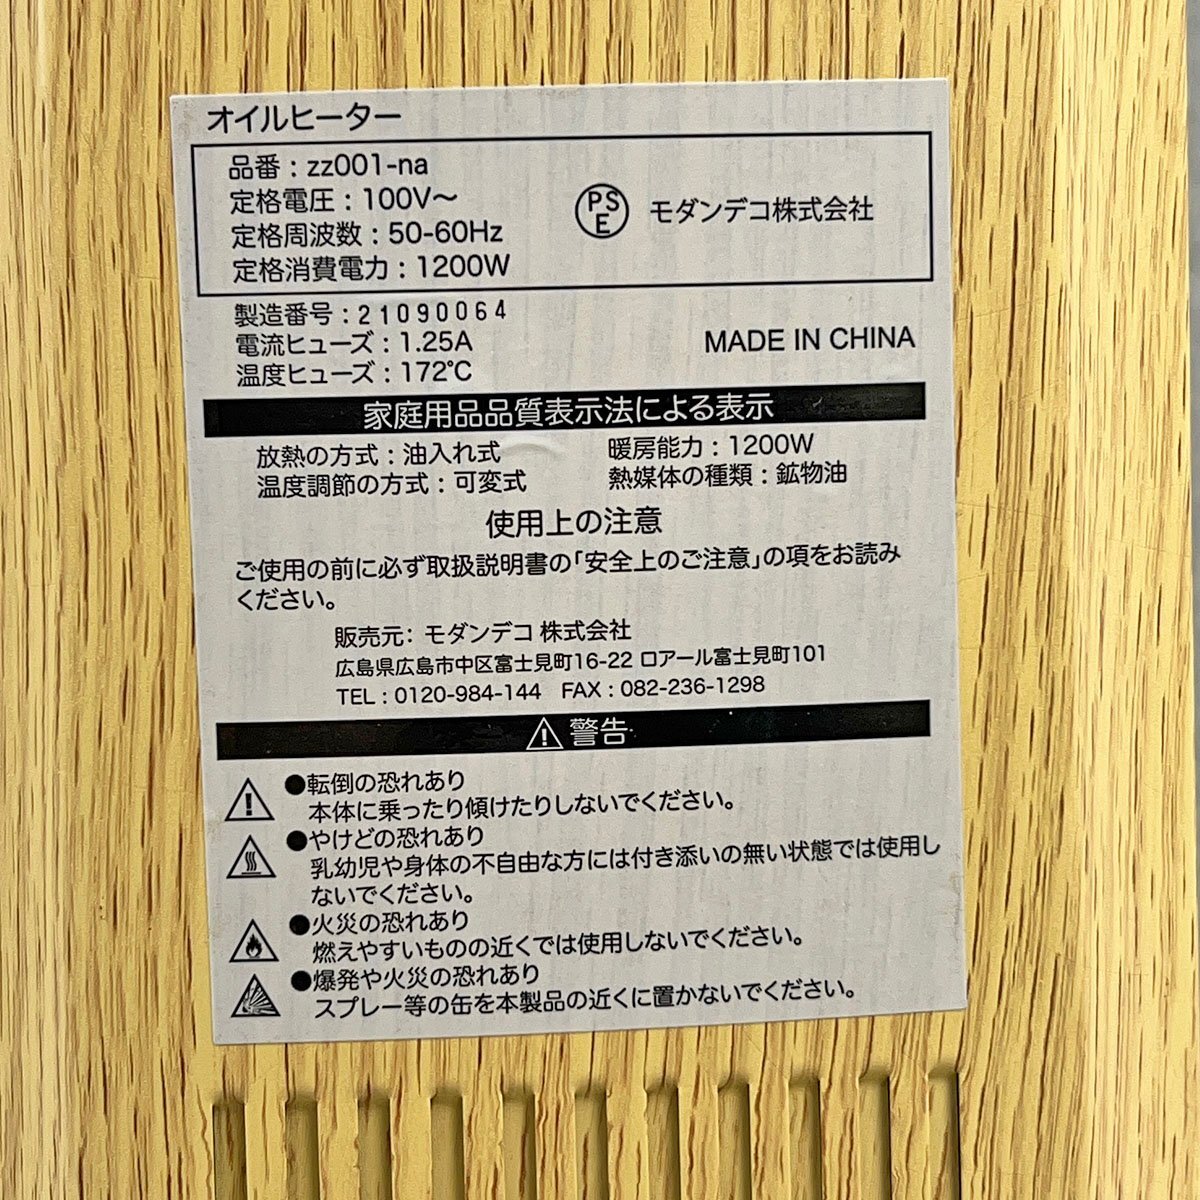 オイルヒーター
品番：zz001-na
定格電圧：100V～
定格周波数：50-60Hz
定格消費電力：1200W
PSE モダンデコ株式会社
製造番号：21090064
電流ヒューズ：1.25A
温度ヒューズ：172℃
MADE IN CHINA
家庭用品品質表示法による表示
放熱の方式：油入れ式 暖房能力：1200W
温度調節の方式：可変式 熱媒体の種類：鉱物油
使用上の注意
ご使用の前に必ず取扱説明書の「安全上のご注意」の項をお読み
ください。
販売元：モダンデコ 株式会社
広島県広島市中区富士見町16-22 ロアール富士見町101
TEL：0120-984-144 FAX：082-236-1298
警告
●転倒の恐れあり
本体に乗ったり傾けたりしないでください。
●やけどの恐れあり
乳幼児や身体の不自由な方には付き添いの無い状態では使用し
ないでください。
●火災の恐れあり
燃えやすいものの近くでは使用しないでください。
●爆発や火災の恐れあり
スプレー等の缶を本製品の近くに置かないでください。